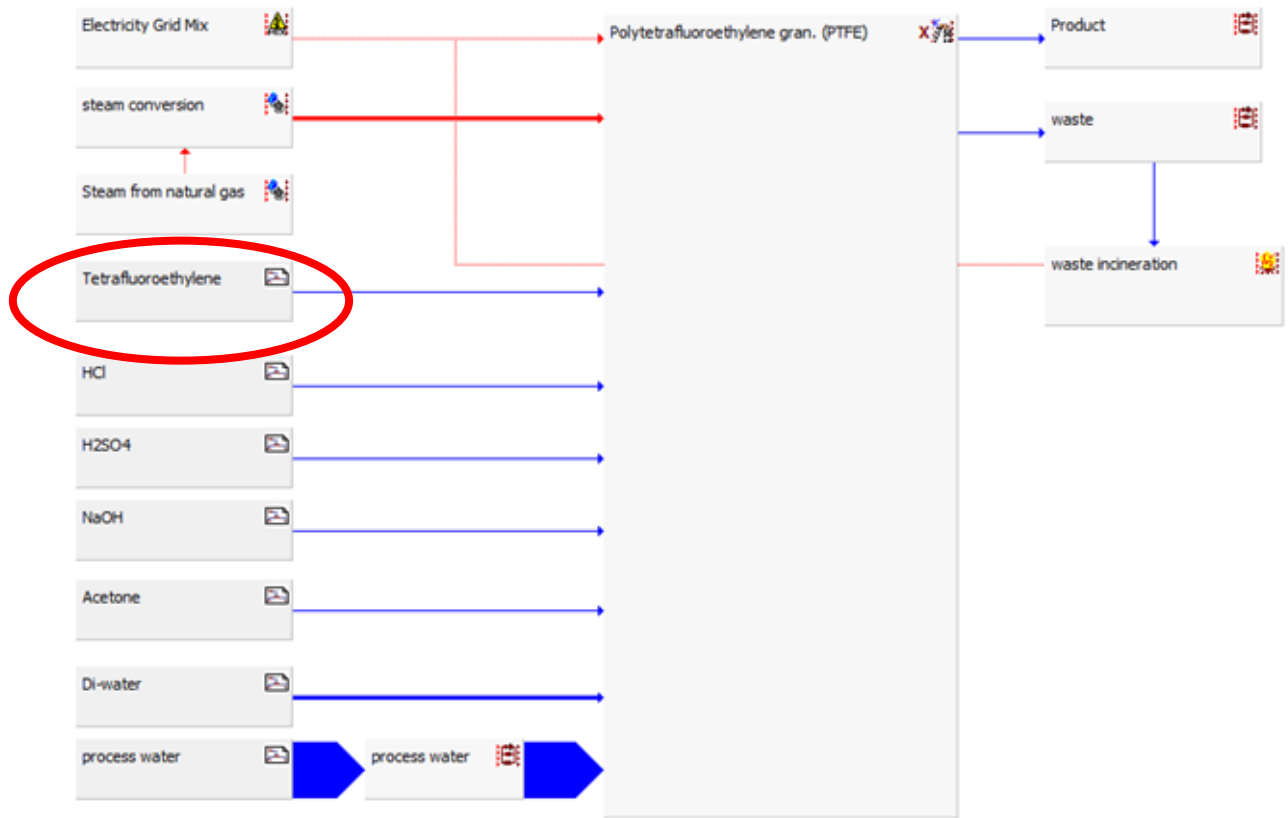 Electricity Grid Mix
Polytetrafluoroethylene gran. (PTFE)
Product
steam conversion
waste
Steam from natural gas
Tetrafluoroethylene
waste incineration
HCl
H2SO4
NaOH
Acetone
Di-water
process water
process water